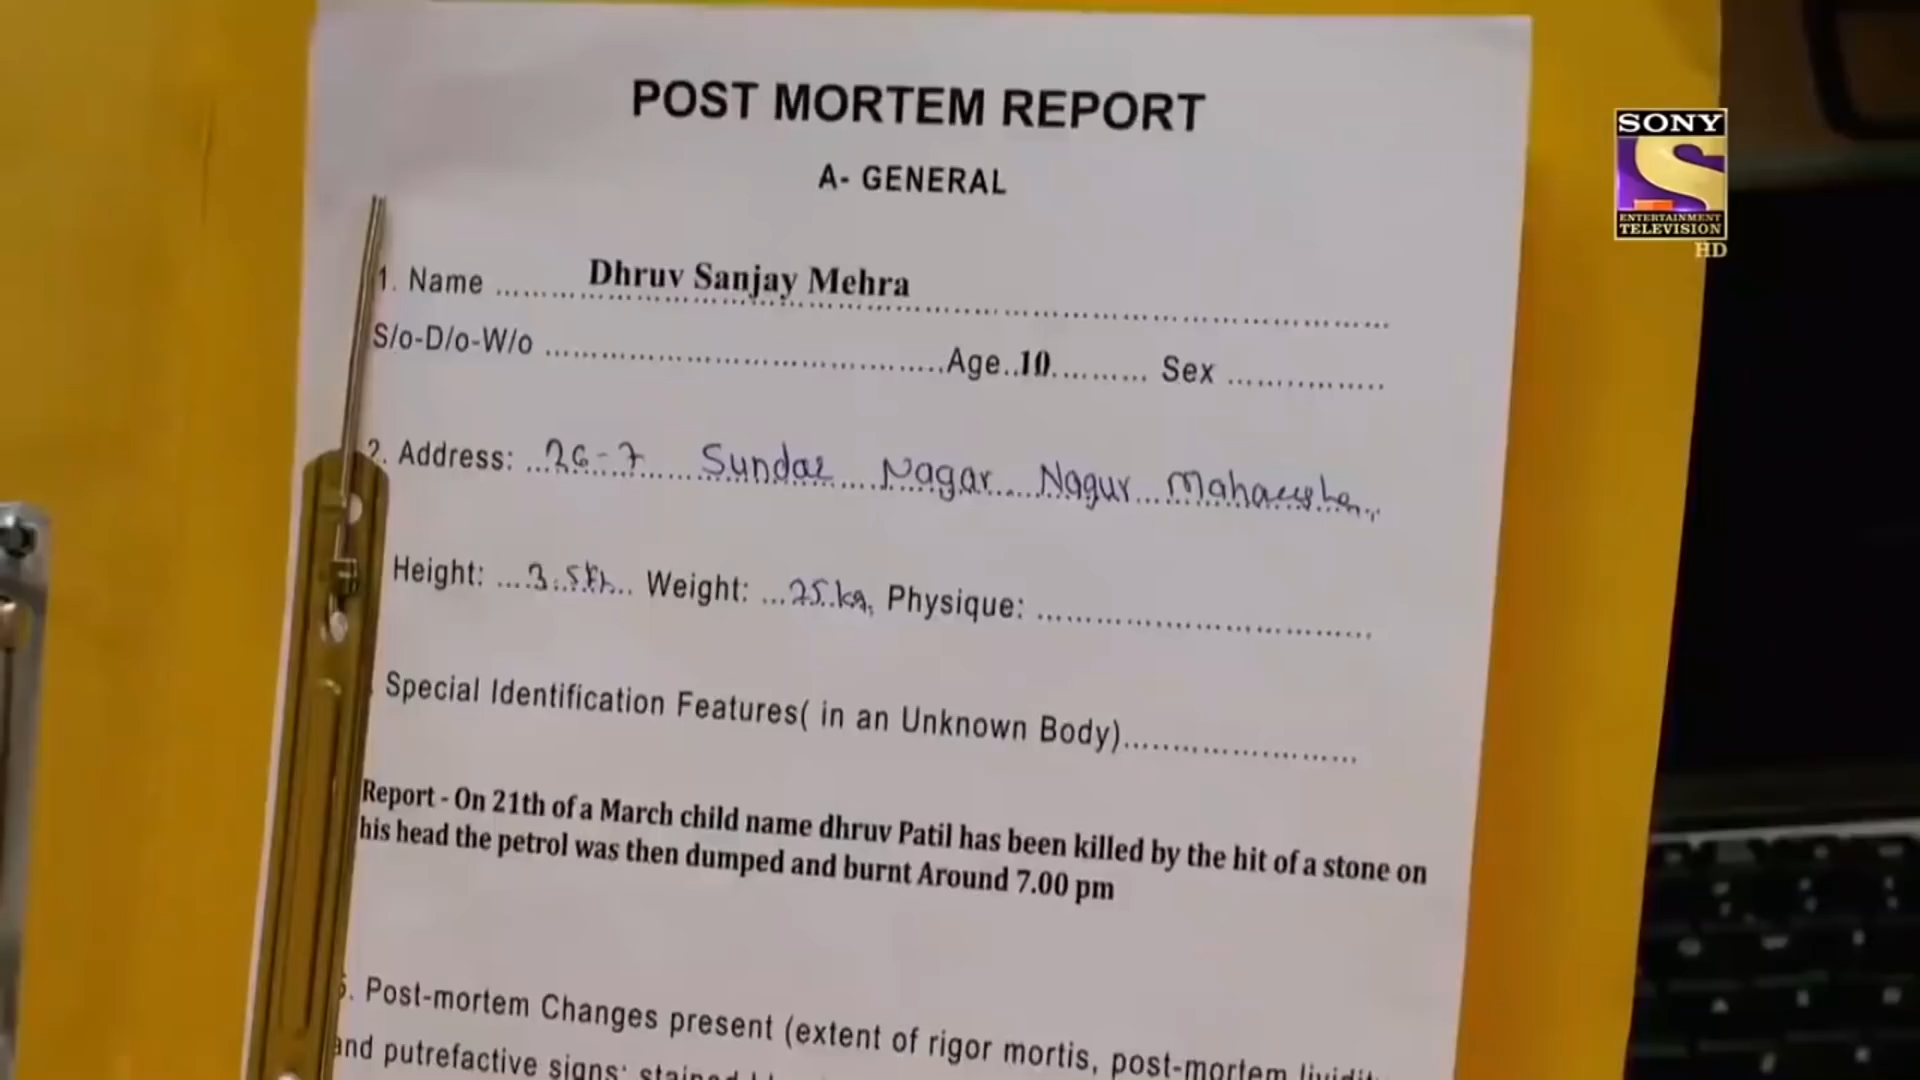 POST MORTEM REPORT
A- GENERAL
SONY
ENTERTAINMENT
TELEVISION
HD
1. Name ........ Dhruv Sanjay Mehra ........
S/o-D/o-W/o ........ Age..10.......... Sex ................
2. Address: ...26-7.... Sundar Nagar Nagur
Height: ...3.5ft... Weight: ...25.kg, Physique: ........
Special Identification Features( in an Unknown Body)........
Report - On 21th of a March child name dhruv Patil has been killed by the hit of a stone on
his head the petrol was then dumped and burnt Around 7.00 pm
5. Post-mortem Changes present (extent of rigor mortis, post-mortem
and putrefactive signs;